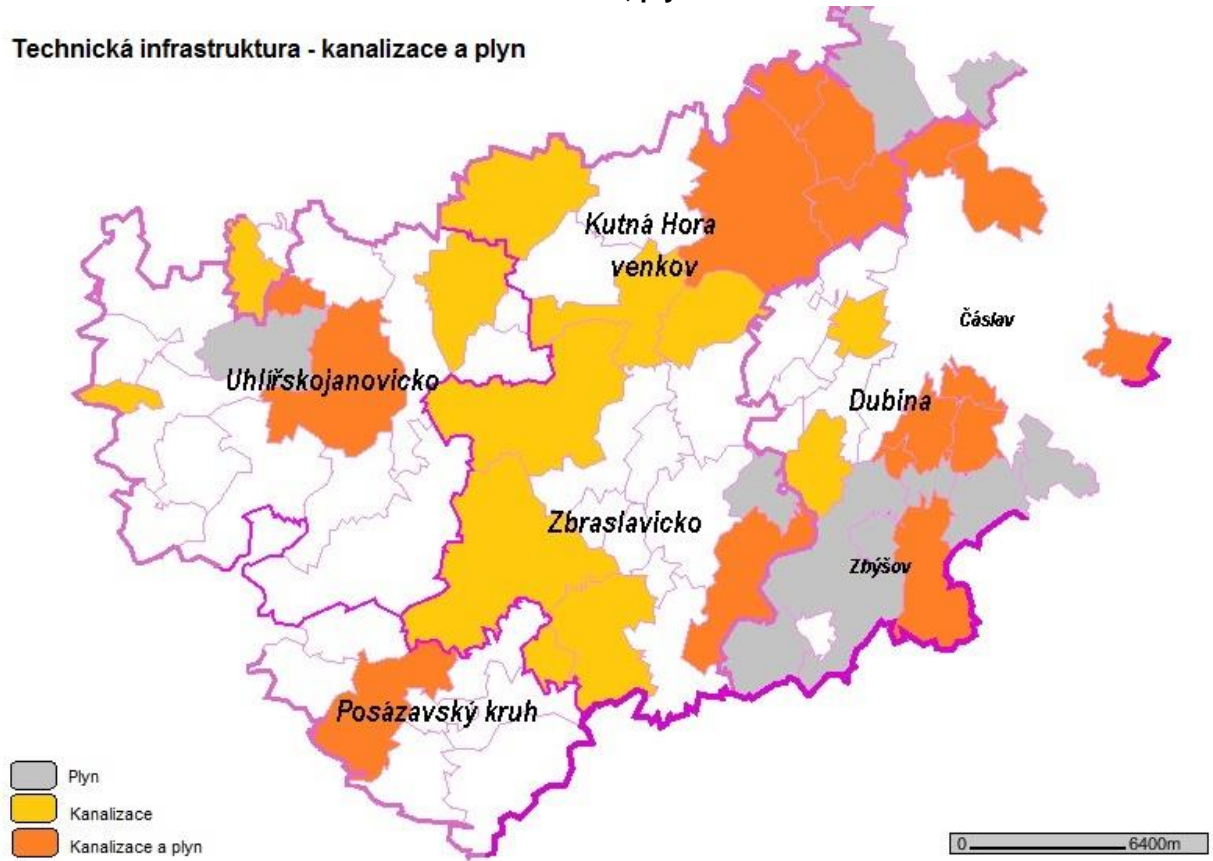 Technická infrastruktura - kanalizace a plyn
Kutná Hora
venkov
Čáslav
Uhlířskojanovicko
Dubina
Zbraslavicko
Zbýšov
Posázavský kruh
Plyn
Kanalizace
Kanalizace a plyn
0 6400m